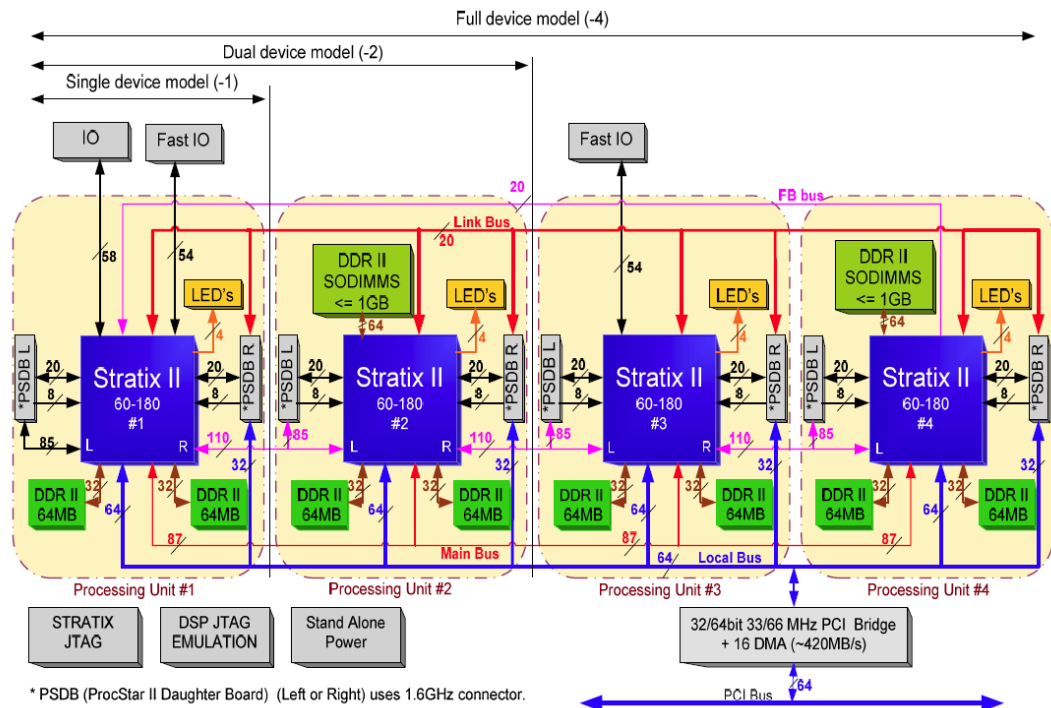 Full device model (-4)
Dual device model (-2)
Single device model (-1)
IO
Fast IO
Fast IO
20
FB bus
Link Bus
20
58
54
54
DDR II
SODIMMS
<= 1GB
DDR II
SODIMMS
<= 1GB
LED's
LED's
LED's
LED's
4
64
4
4
64
4
*PSDB L
20
8
Stratix II
60-180
#1
L
R
20
8
*PSDB R
*PSDB L
20
8
Stratix II
60-180
#2
20
8
*PSDB R
*PSDB L
20
8
Stratix II
60-180
#3
L
R
20
8
*PSDB R
*PSDB L
20
8
Stratix II
60-180
#4
L
R
20
8
*PSDB R
85
110
85
110
85
110
85
32
32
32
32
DDR II
64MB
32
64
32
DDR II
64MB
DDR II
64MB
32
64
32
DDR II
64MB
DDR II
64MB
32
64
32
DDR II
64MB
DDR II
64MB
32
64
32
DDR II
64MB
87
Main Bus
87
64
Local Bus
87
Processing Unit #1
Processing Unit #2
Processing Unit #3
Processing Unit #4
STRATIX
JTAG
DSP JTAG
EMULATION
Stand Alone
Power
32/64bit 33/66 MHz PCI Bridge
+ 16 DMA (~420MB/s)
64
PCI Bus
* PSDB (ProcStar II Daughter Board) (Left or Right) uses 1.6GHz connector.